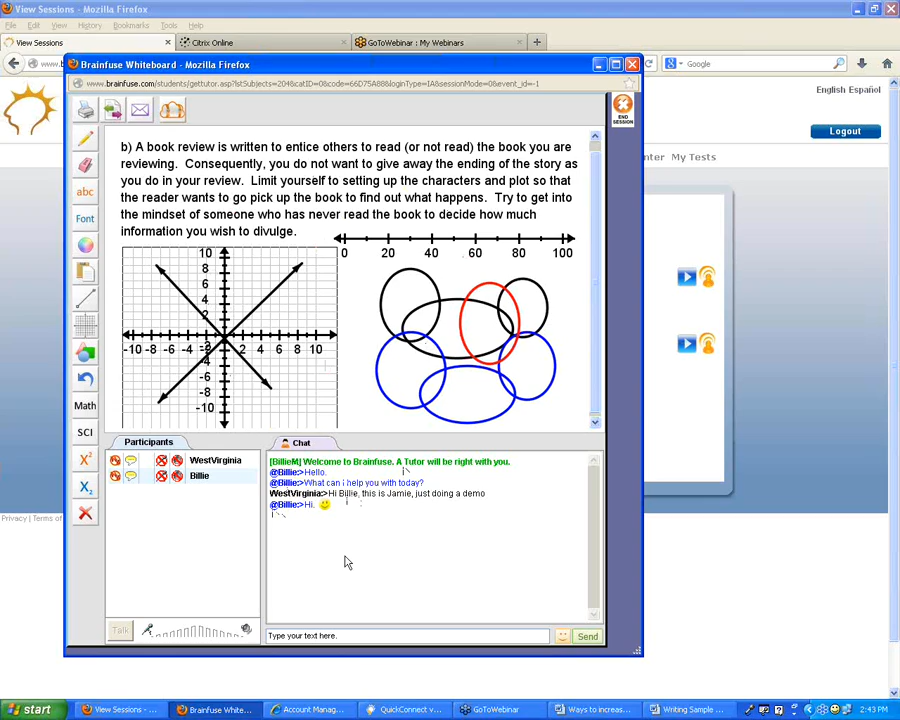 View Sessions - Mozilla Firefox
File Edit View History Bookmarks Tools Help
View Sessions × Citrix Online × GoToWebinar : My Webinars × +
Google
English Español
Logout
My Tests
Brainfuse Whiteboard - Mozilla Firefox
END
SESSION
b) A book review is written to entice others to read (or not read) the book you are
reviewing. Consequently, you do not want to give away the ending of the story as
you do in your review. Limit yourself to setting up the characters and plot so that
the reader wants to go pick up the book to find out what happens. Try to get into
the mindset of someone who has never read the book to decide how much
information you wish to divulge.
abc
Font
Math
SCI
X²
X₂
0 20 40 60 80 100
10
8
6
4
2
-10 -8 -6 -4 -2 2 4 6 8 10
-4
-6
-8
-10
Participants
WestVirginia
Billie
Talk
Chat
[BillieM] Welcome to Brainfuse. A Tutor will be right with you.
@Billie:>Hello.
@Billie:>What can i help you with today?
WestVirginia:>Hi Billie, this is Jamie, just doing a demo
@Billie:>Hi.
Type your text here.
Send
Privacy | Terms of
start View Sessions - ... Brainfuse White... Account Manag... QuickConnect v... GoToWebinar Ways to increas... Writing Sample ... 2:43 PM